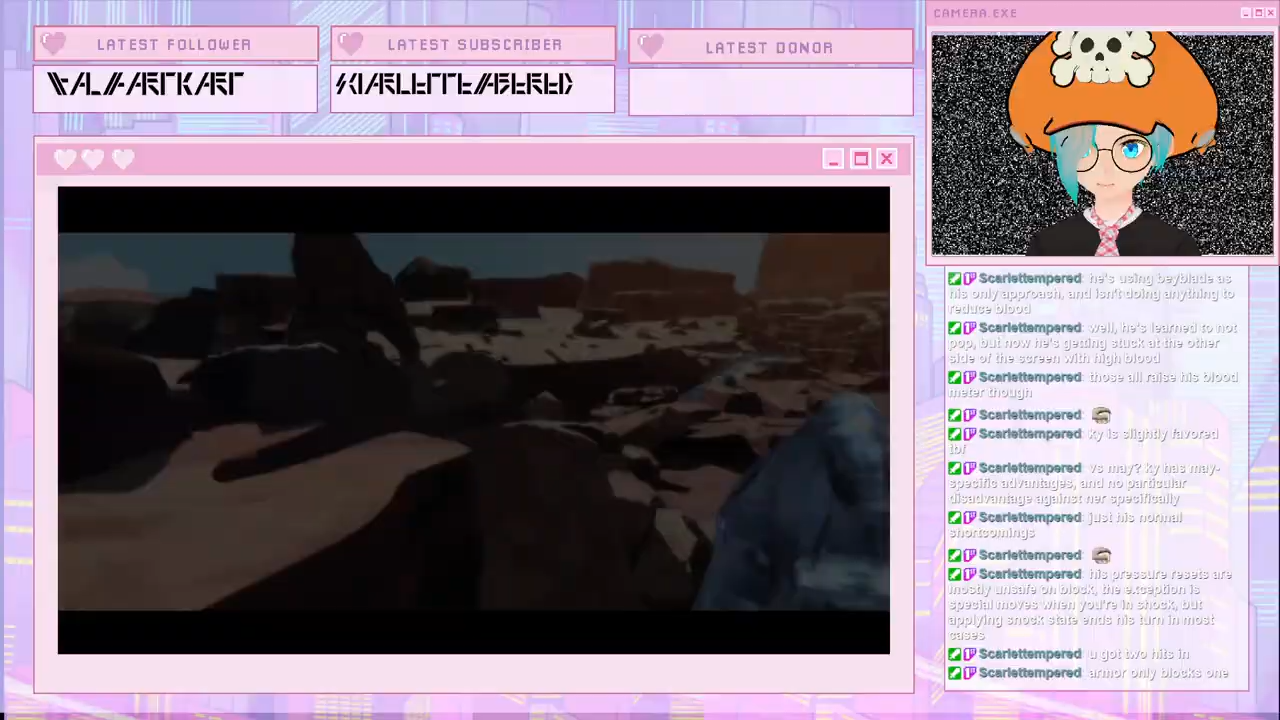 LATEST FOLLOWER
LATEST SUBSCRIBER
LATEST DONOR
CAMERA.EXE
Scarlettempered: he's using beyblade as
his only approach, and isn't doing anything to
reduce blood
Scarlettempered: well, he's learned to not
pop, but now he's getting stuck at the other
side of the screen with high blood
Scarlettempered: those all raise his blood
meter though
Scarlettempered:
Scarlettempered: ky is slightly favored
tbf
Scarlettempered: vs may? ky has may-
specific advantages, and no particular
disadvantage against her specifically
Scarlettempered: just his normal
shortcomings
Scarlettempered:
Scarlettempered: his pressure resets are
mostly unsafe on block, the exception is
special moves when you're in shock, but
applying shock state ends his turn in most
cases
Scarlettempered: u got two hits in
Scarlettempered: armor only blocks one